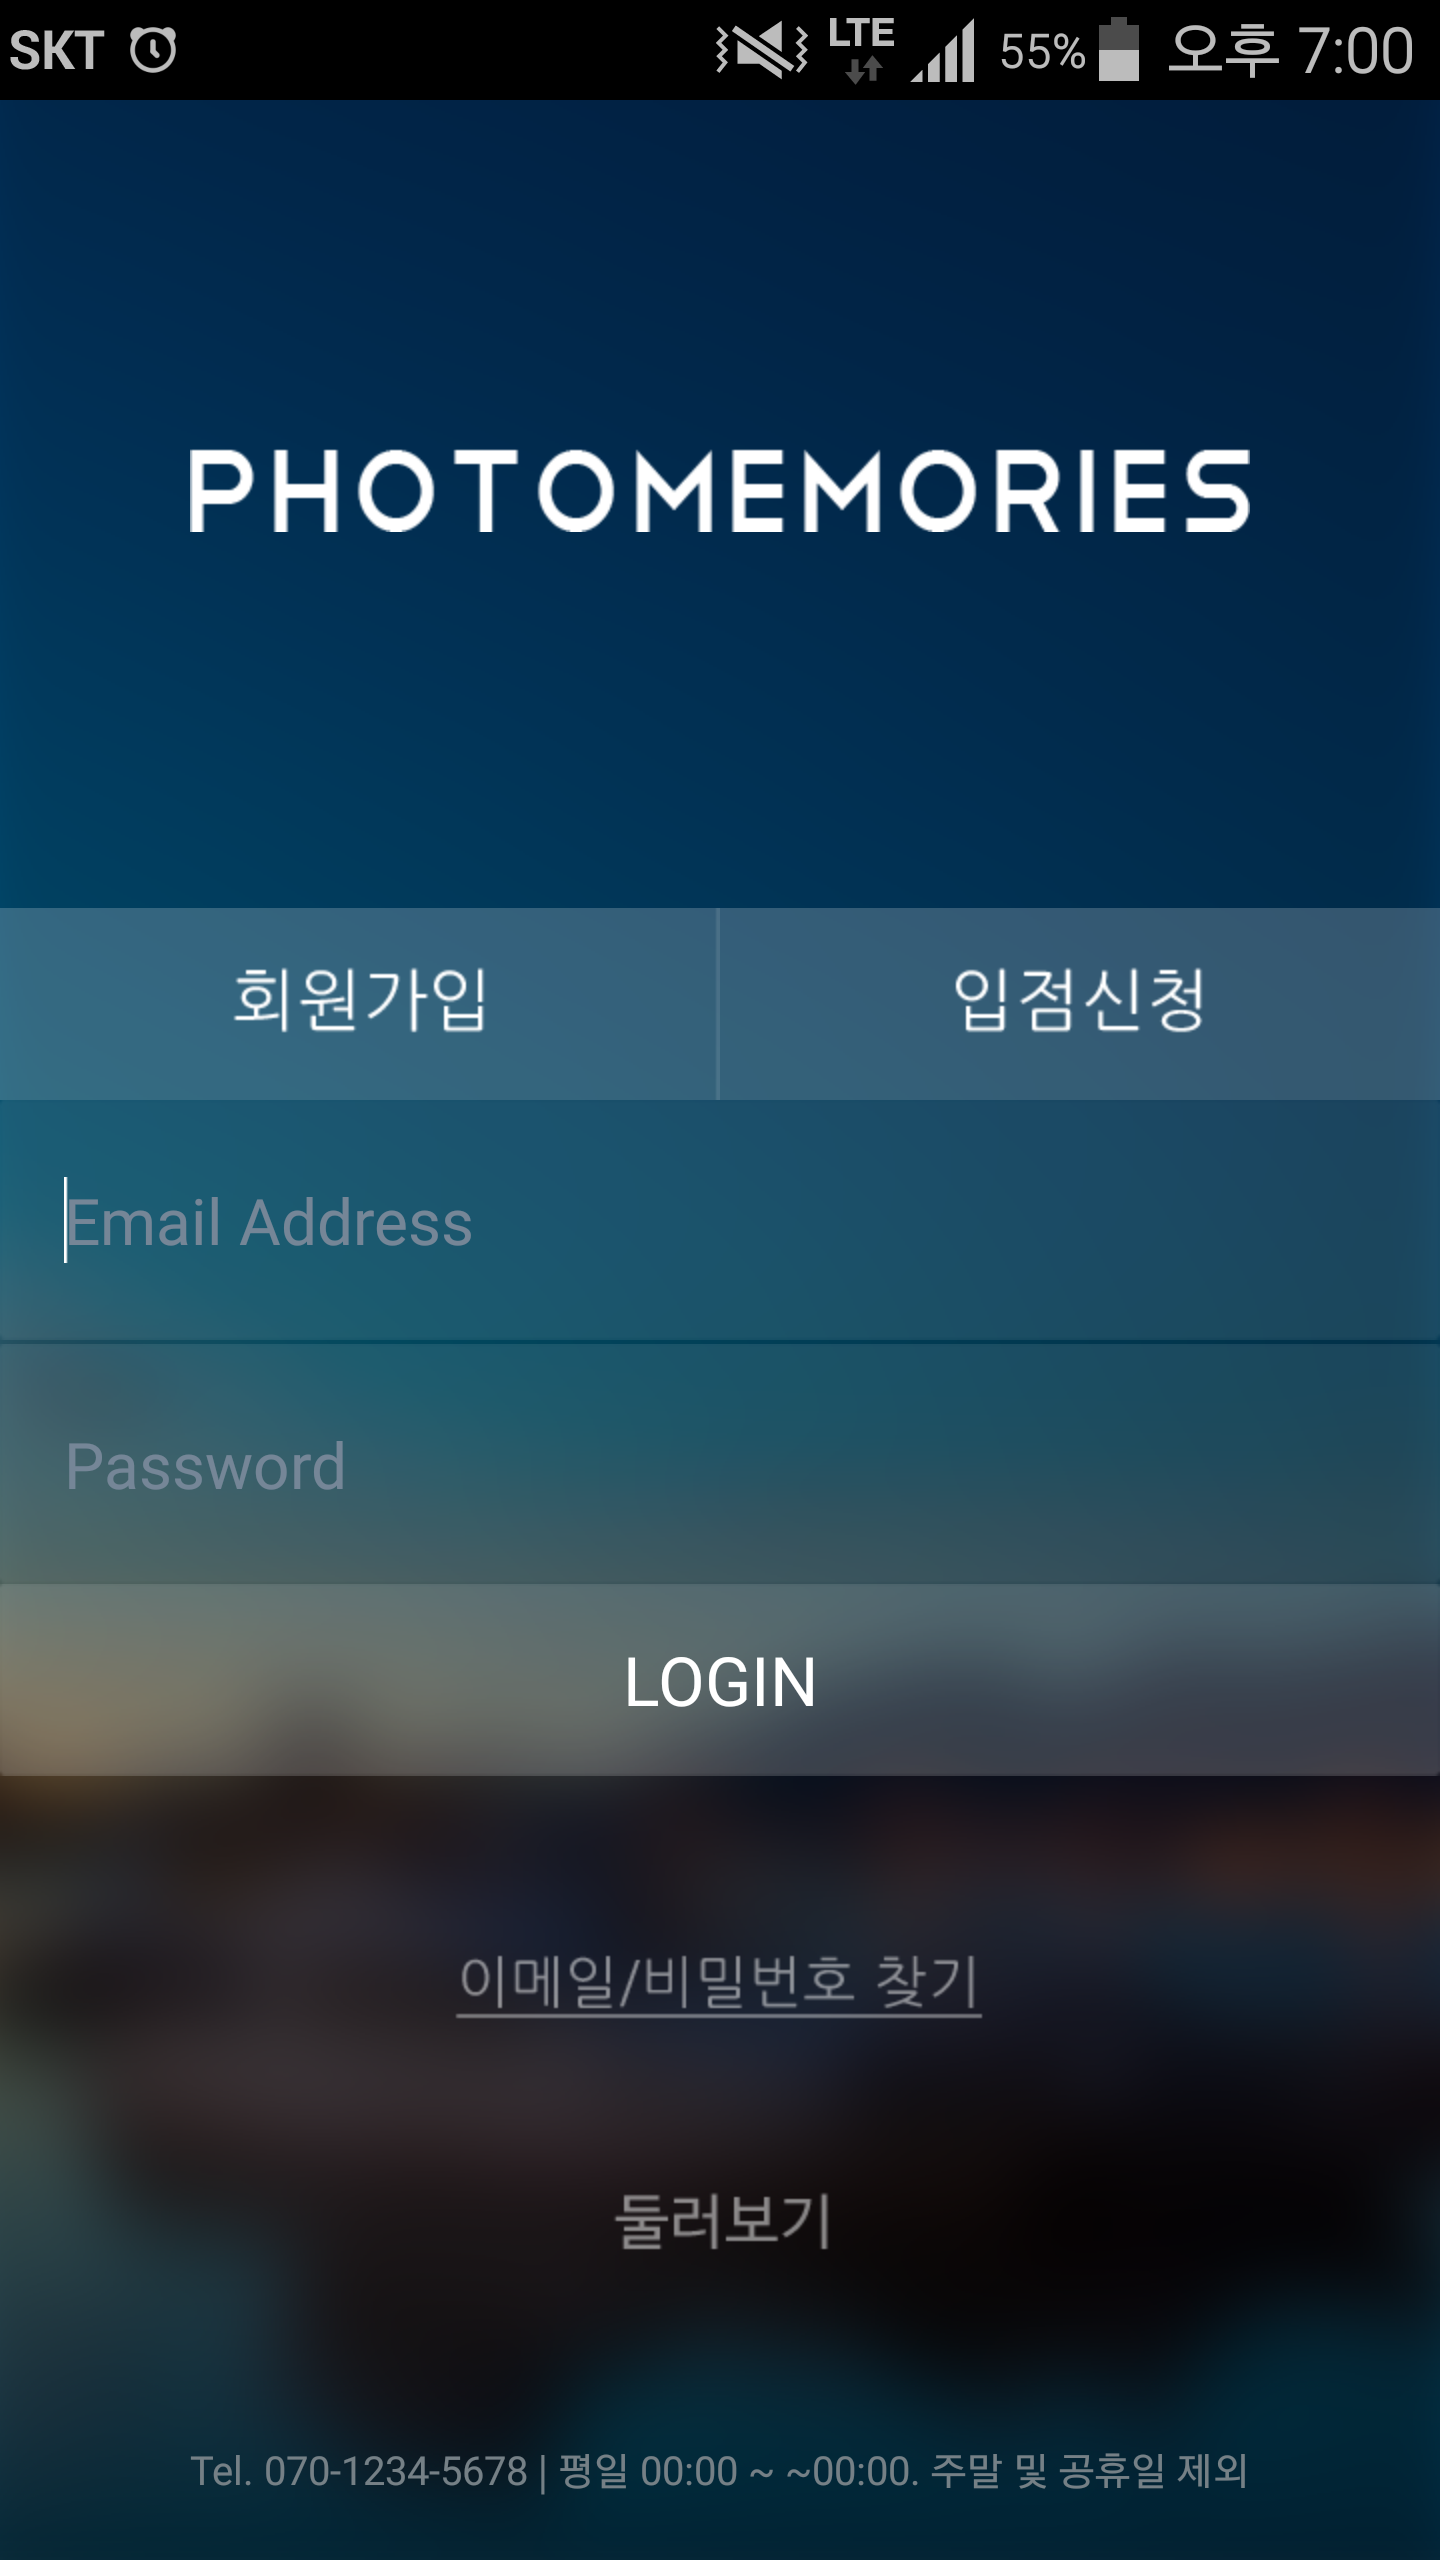 SKT LTE 55% 오후 7:00
PHOTOMEMORIES
회원가입 입점신청
Email Address
Password
LOGIN
이메일/비밀번호 찾기
둘러보기
Tel. 070-1234-5678 | 평일 00:00 ~ ~00:00. 주말 및 공휴일 제외